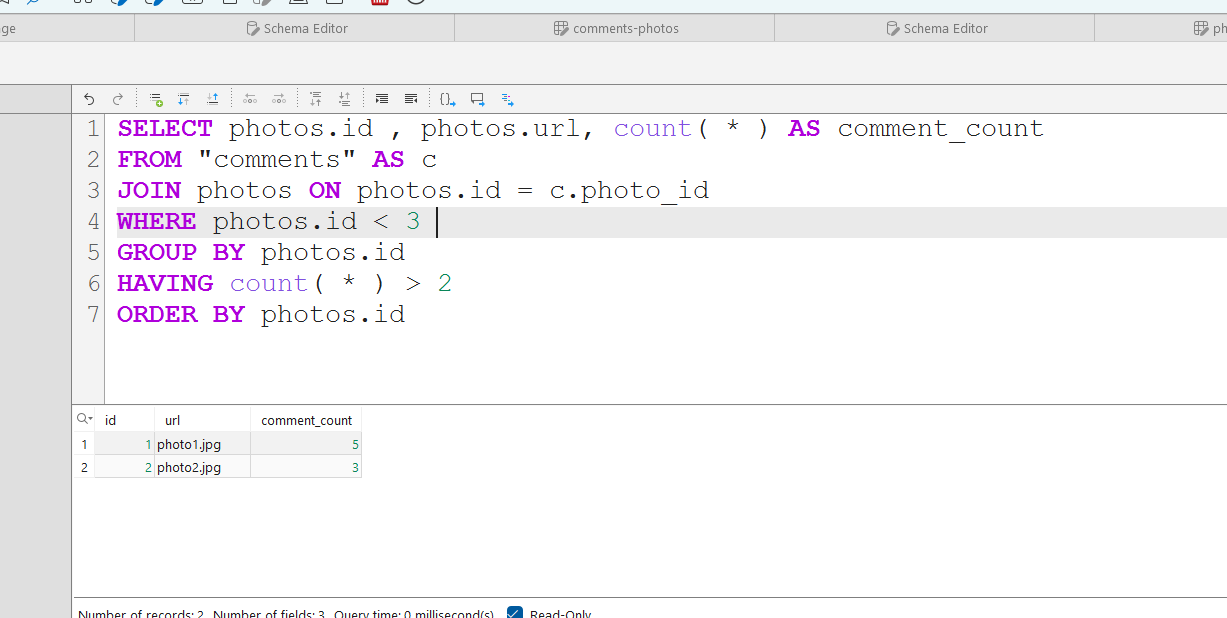 ge
Schema Editor
comments-photos
Schema Editor
ph
1 SELECT photos.id , photos.url, count( * ) AS comment_count
2 FROM "comments" AS c
3 JOIN photos ON photos.id = c.photo_id
4 WHERE photos.id < 3
5 GROUP BY photos.id
6 HAVING count( * ) > 2
7 ORDER BY photos.id
id url comment_count
1 1 photo1.jpg 5
2 2 photo2.jpg 3
Number of records: 2 Number of fields: 3 Query time: 0 millisecond(s) Read-Only